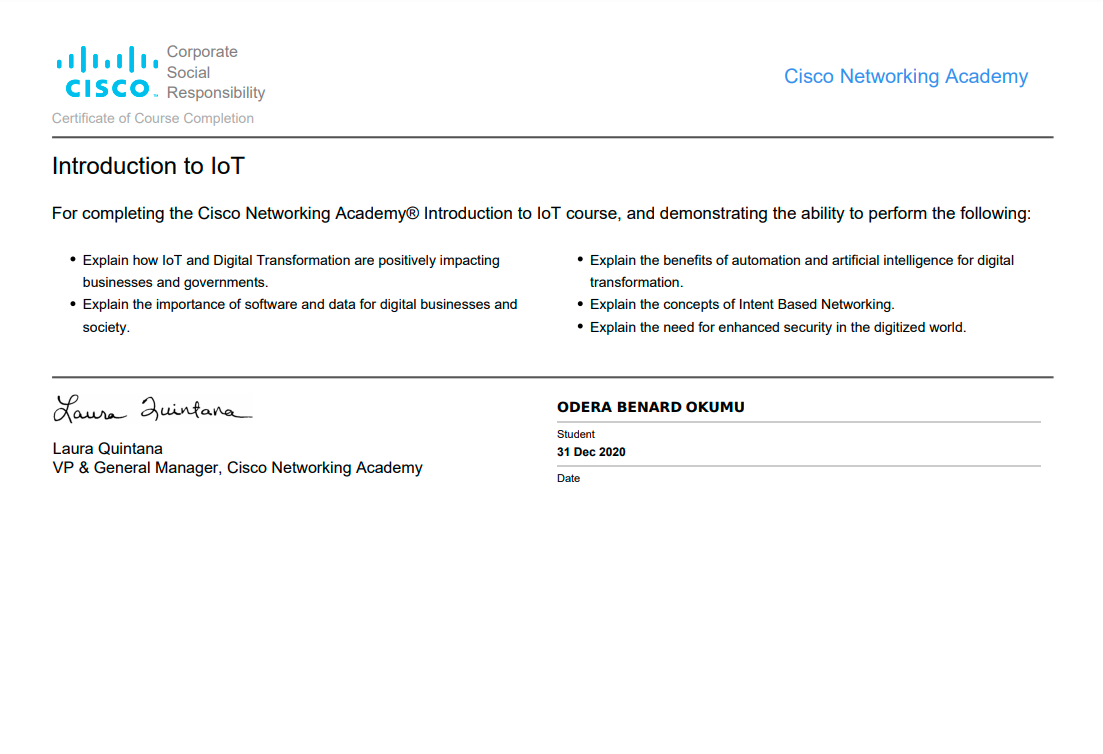 Corporate
Social
CISCO™ Responsibility
Cisco Networking Academy
Certificate of Course Completion
Introduction to IoT
For completing the Cisco Networking Academy® Introduction to IoT course, and demonstrating the ability to perform the following:
• Explain how IoT and Digital Transformation are positively impacting
businesses and governments.
• Explain the importance of software and data for digital businesses and
society.
• Explain the benefits of automation and artificial intelligence for digital
transformation.
• Explain the concepts of Intent Based Networking.
• Explain the need for enhanced security in the digitized world.
Laura Quintana
Laura Quintana
VP & General Manager, Cisco Networking Academy
ODERA BENARD OKUMU
Student
31 Dec 2020
Date